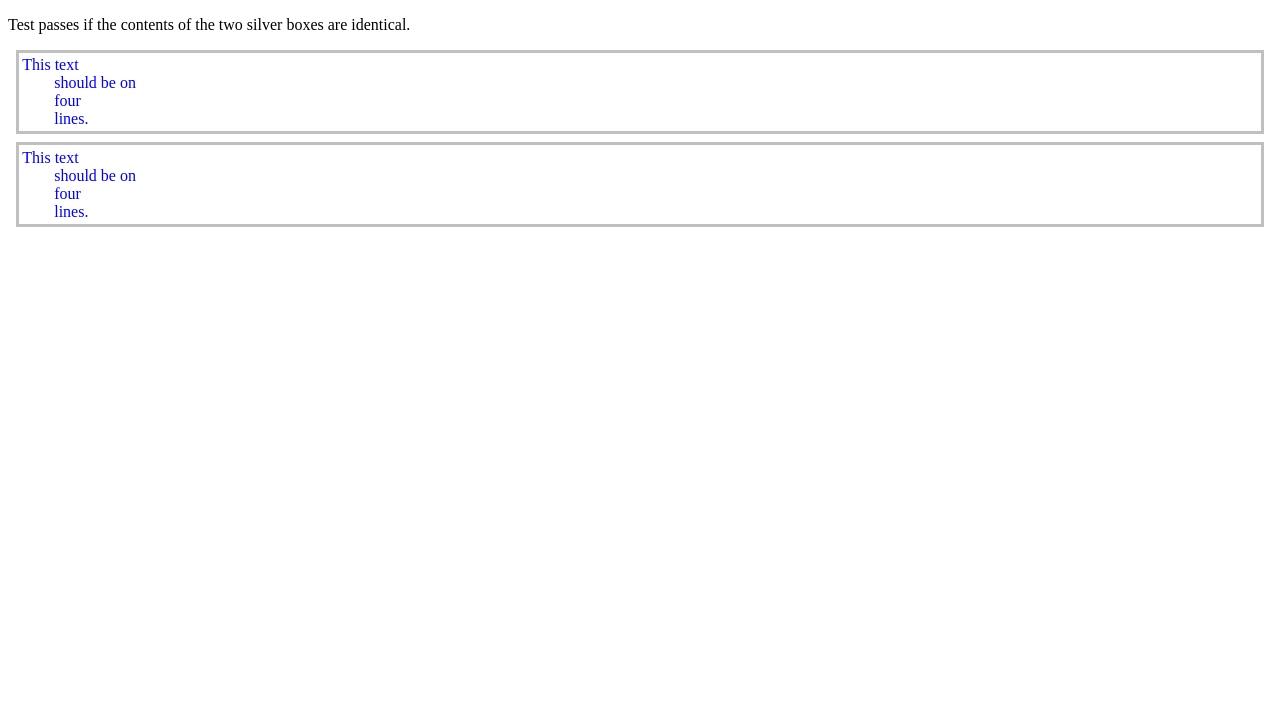 Test passes if the contents of the two silver boxes are identical.
This text
should be on
four
lines.
This text
should be on
four
lines.